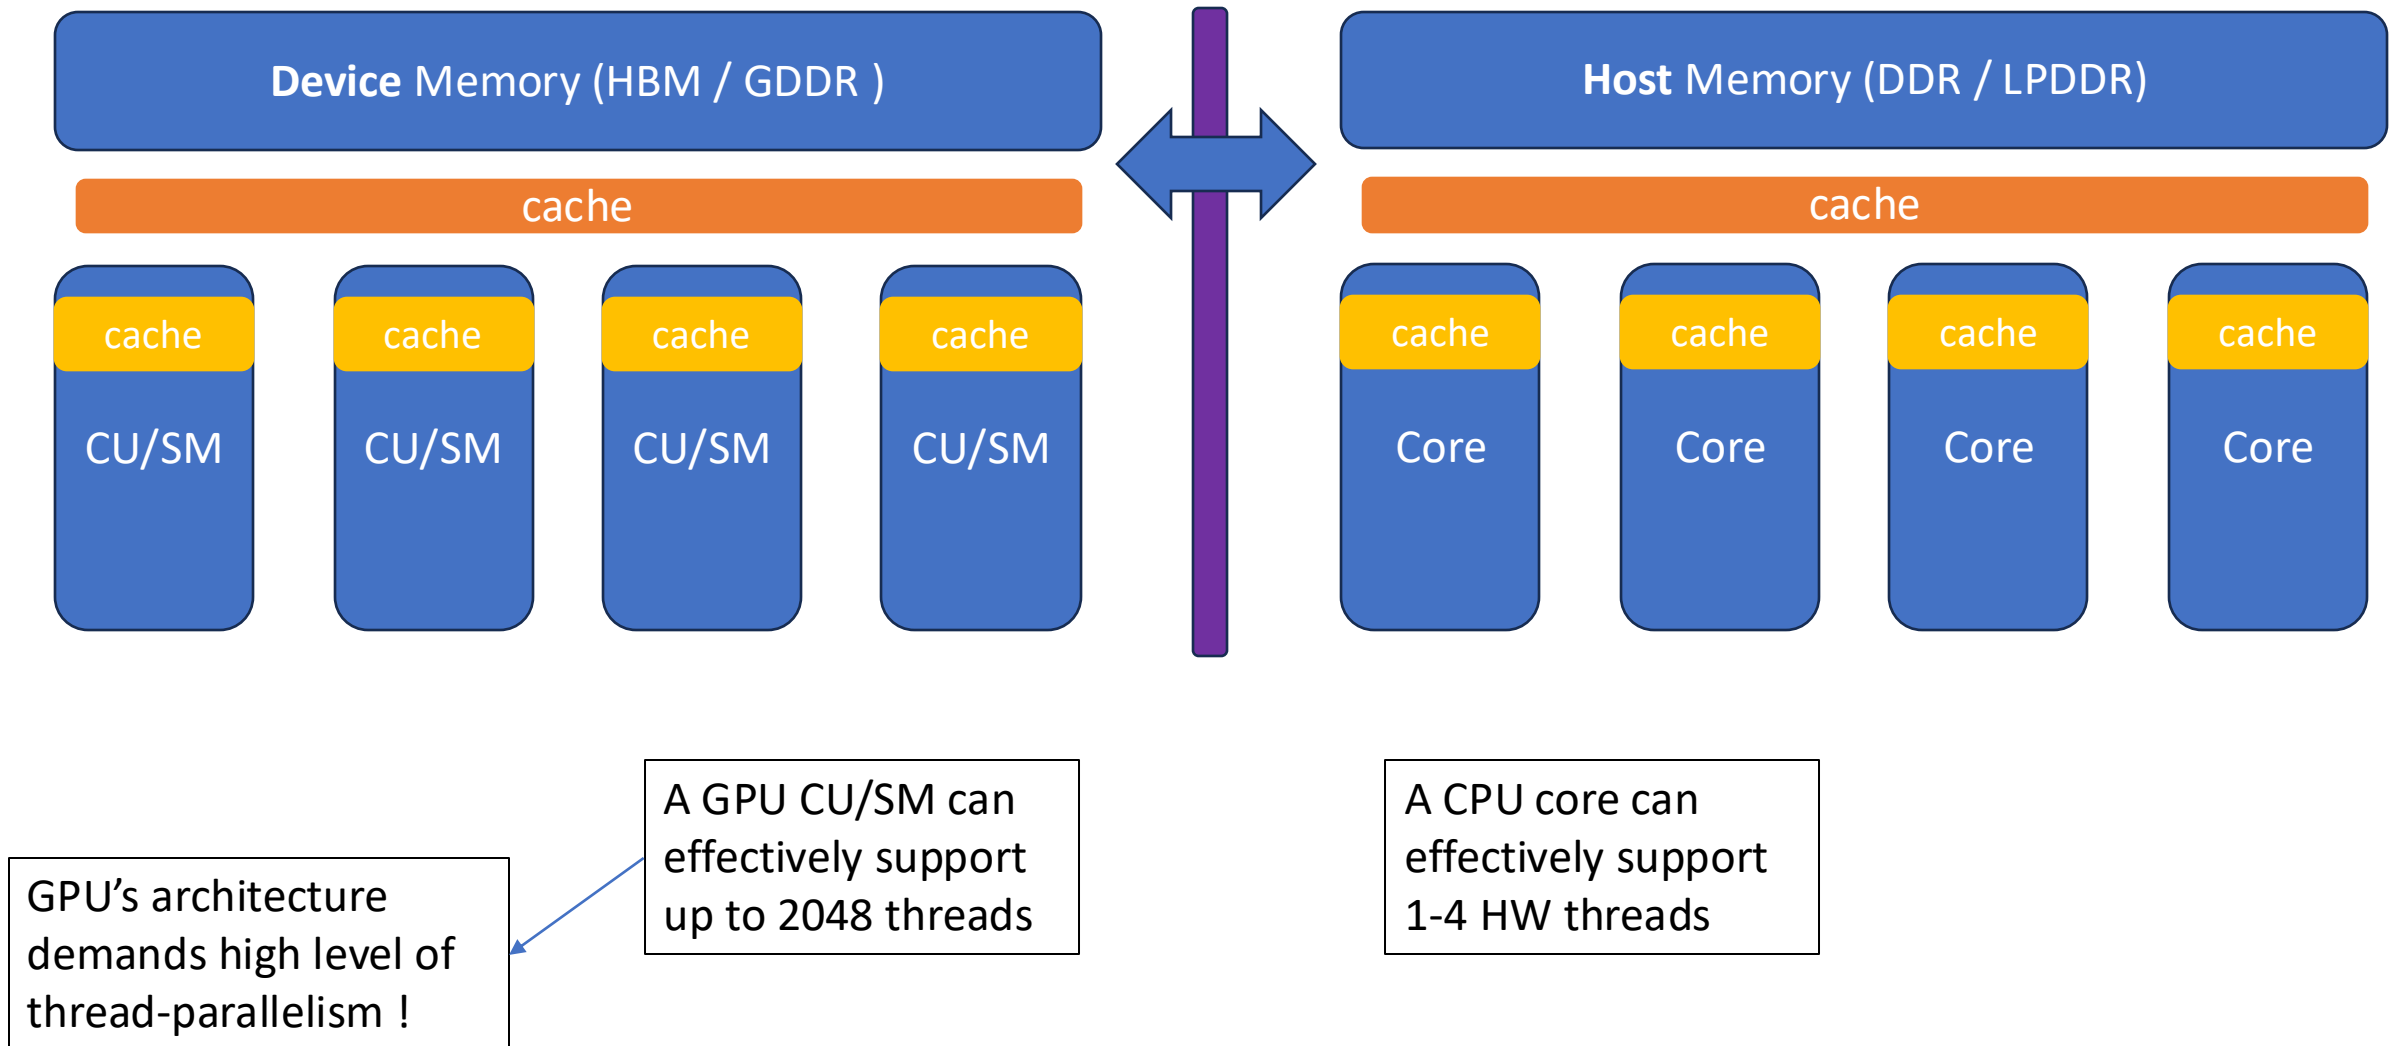 Device Memory (HBM / GDDR )
Host Memory (DDR / LPDDR)
cache
cache
cache
cache
cache
cache
cache
cache
cache
cache
CU/SM
CU/SM
CU/SM
CU/SM
Core
Core
Core
Core
A GPU CU/SM can
effectively support
up to 2048 threads
A CPU core can
effectively support
1-4 HW threads
GPU’s architecture
demands high level of
thread-parallelism !